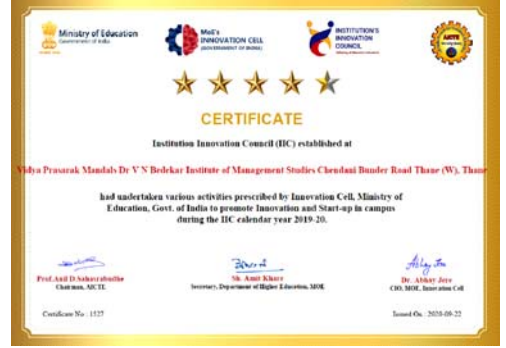 Ministry of Education
Government of India
MoE's
INNOVATION CELL
(GOVERNMENT OF INDIA)
INSTITUTION'S
INNOVATION
COUNCIL
AICTE
CERTIFICATE
Institution Innovation Council (IIC) established at
Vidya Prasarak Mandals Dr V N Bedekar Institute of Management Studies Chendani Bunder Road Thane (W), Thane
had undertaken various activities prescribed by Innovation Cell, Ministry of
Education, Govt. of India to promote Innovation and Start-up in campus
during the IIC calendar year 2019-20.
Prof. Anil D Sahasrabudhe
Chairman, AICTE
Sh. Amit Khare
Secretary, Department of Higher Education, MOE
Dr. Abhay Jere
CIO, MOE, Innovation Cell
Certificate No : 1527
Issued On : 2020-09-22